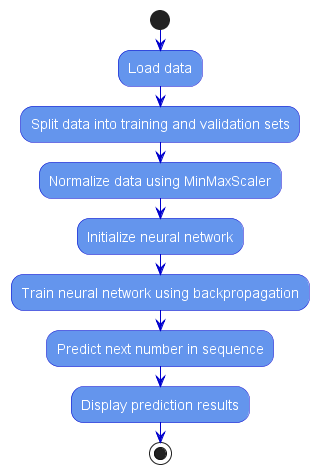 Load data
Split data into training and validation sets
Normalize data using MinMaxScaler
Initialize neural network
Train neural network using backpropagation
Predict next number in sequence
Display prediction results